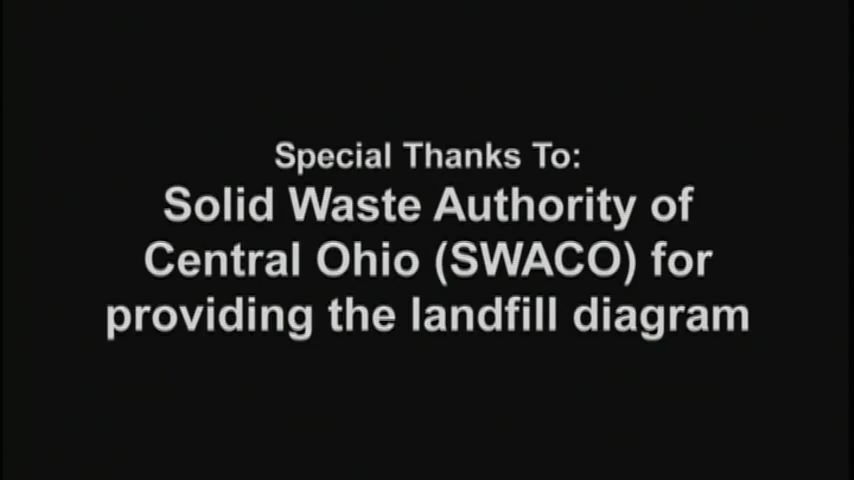 Special Thanks To:
Solid Waste Authority of
Central Ohio (SWACO) for
providing the landfill diagram